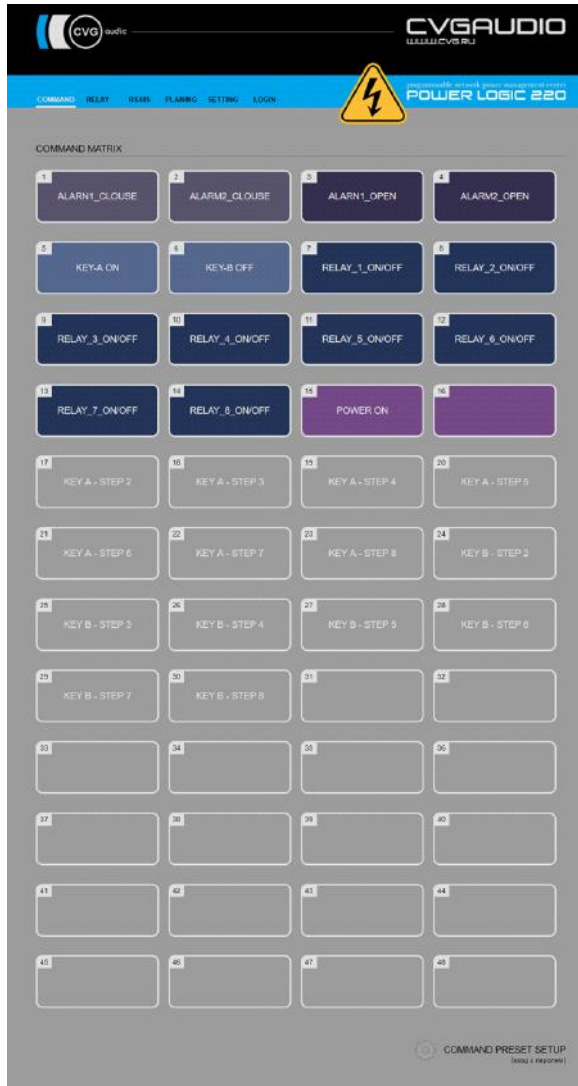 CVG audio
CVGAUDIO
WWW.CVG.RU
programmable network power management center
POWER LOGIC 220
COMMAND RELAY RS485 PLANING SETTING LOGIN
COMMAND MATRIX
1 2 3 4
ALARN1_CLOUSE ALARM2_CLOUSE ALARN1_OPEN ALARM2_OPEN
5 6 7 8
KEY-A ON KEY-B OFF RELAY_1_ON/OFF RELAY_2_ON/OFF
9 10 11 12
RELAY_3_ON/OFF RELAY_4_ON/OFF RELAY_5_ON/OFF RELAY_6_ON/OFF
13 14 15 16
RELAY_7_ON/OFF RELAY_8_ON/OFF POWER ON
17 18 19 20
KEY A - STEP 2 KEY A - STEP 3 KEY A - STEP 4 KEY A - STEP 5
21 22 23 24
KEY A - STEP 6 KEY A - STEP 7 KEY A - STEP 8 KEY B - STEP 2
25 26 27 28
KEY B - STEP 3 KEY B - STEP 4 KEY B - STEP 5 KEY B - STEP 6
29 30 31 32
KEY B - STEP 7 KEY B - STEP 8
33 34 35 36
37 38 39 40
41 42 43 44
45 46 47 48
COMMAND PRESET SETUP
(вход с паролем)